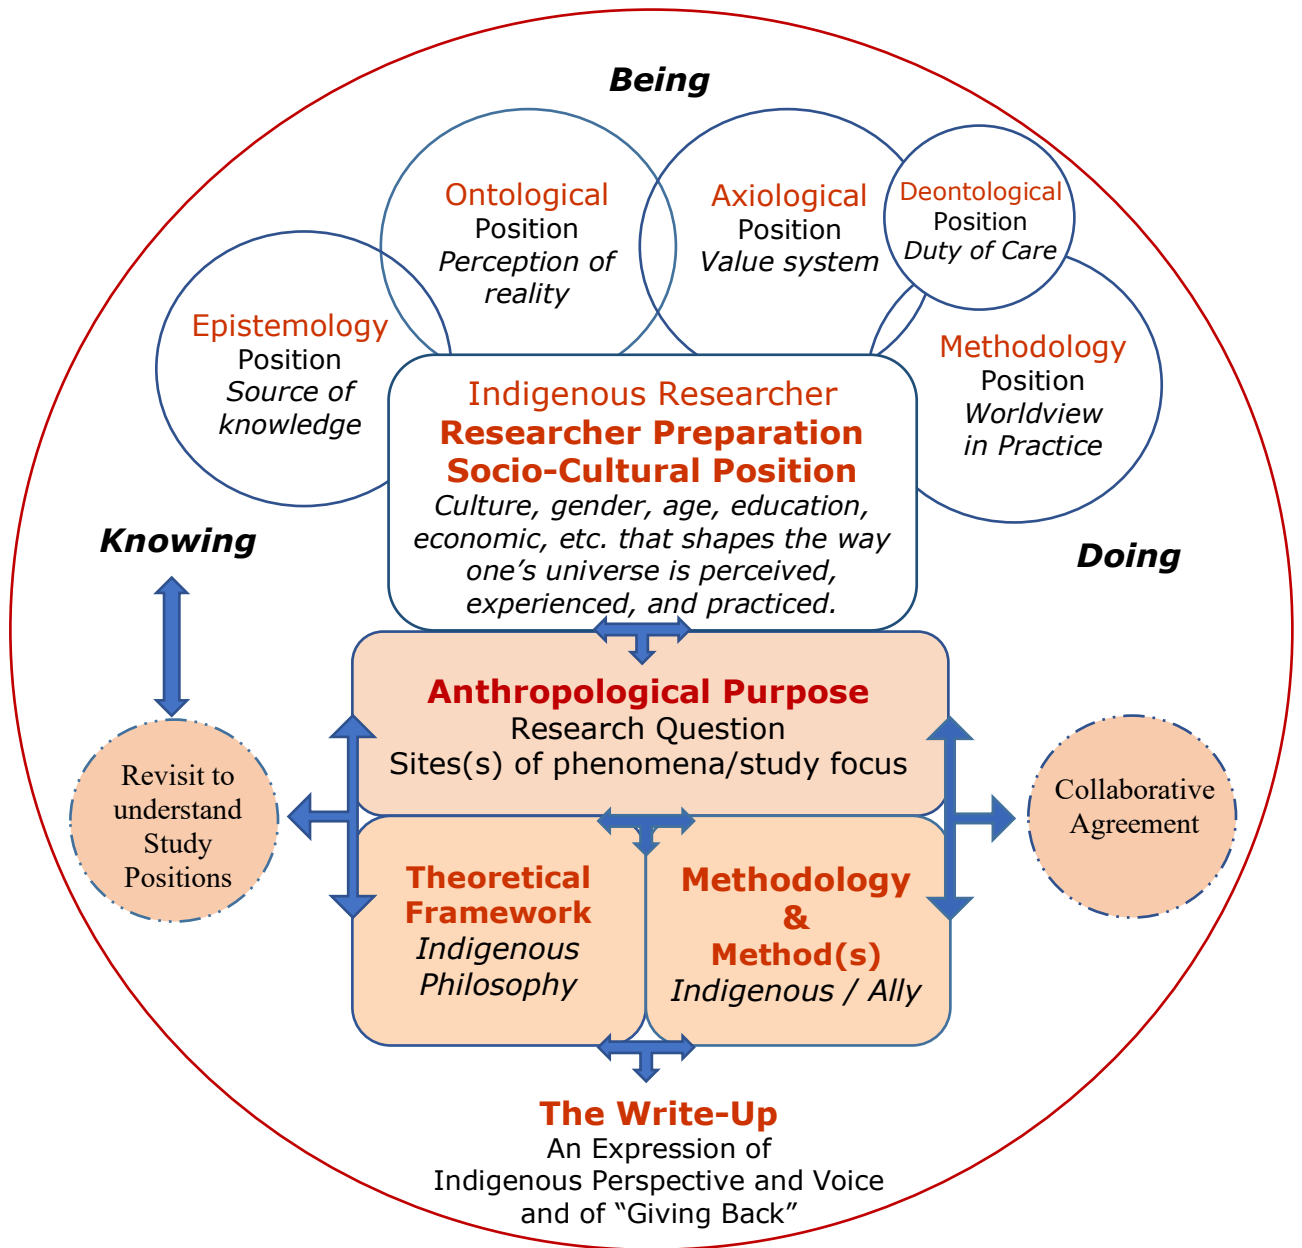 Being
Ontological
Position
Perception of
reality
Axiological
Position
Value system
Deontological
Position
Duty of Care
Epistemology
Position
Source of
knowledge
Methodology
Position
Worldview
in Practice
Indigenous Researcher
Researcher Preparation
Socio-Cultural Position
Culture, gender, age, education,
economic, etc. that shapes the way
one's universe is perceived,
experienced, and practiced.
Knowing
Doing
Anthropological Purpose
Research Question
Sites(s) of phenomena/study focus
Revisit to
understand
Study
Positions
Collaborative
Agreement
Theoretical
Framework
Indigenous
Philosophy
Methodology
&
Method(s)
Indigenous / Ally
The Write-Up
An Expression of
Indigenous Perspective and Voice
and of "Giving Back"